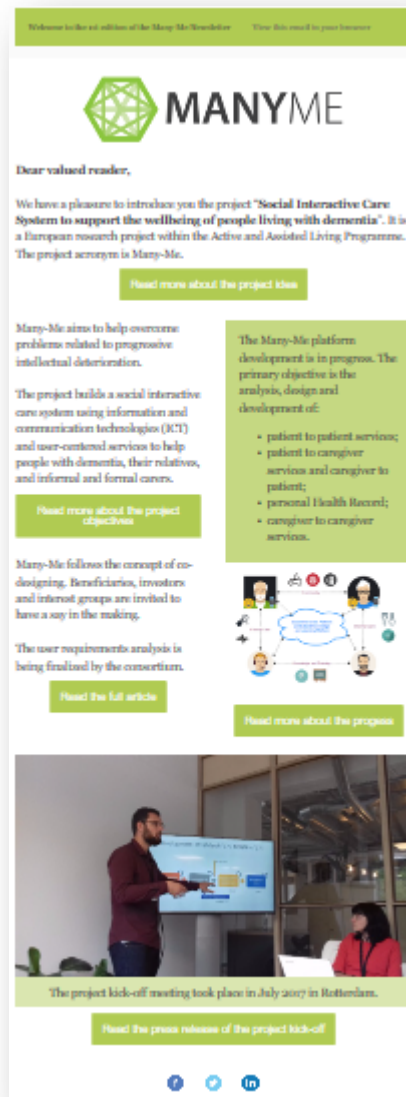 Welcome to the 1st edition of the Many-Me Newsletter
View this email in your browser
MANYME
Dear valued reader,
We have a pleasure to introduce you the project "Social Interactive Care
System to support the wellbeing of people living with dementia". It is
a European research project within the Active and Assisted Living Programme.
The project acronym is Many-Me.
Read more about the project idea
Many-Me aims to help overcome
problems related to progressive
intellectual deterioration.
The project builds a social interactive
care system using information and
communication technologies (ICT)
and user-centered services to help
people with dementia, their relatives,
and informal and formal carers.
Read more about the project
objectives
Many-Me follows the concept of co-
designing. Beneficiaries, investors
and interest groups are invited to
have a say in the making.
The user requirements analysis is
being finalized by the consortium.
Read the full article
The Many-Me platform
development is in progress. The
primary objective is the
analysis, design and
development of:
• patient to patient services;
• patient to caregiver
services and caregiver to
patient;
• personal Health Record;
• caregiver to caregiver
services.
Read more about the progess
The project kick-off meeting took place in July 2017 in Rotterdam.
Read the press release of the project kick-off